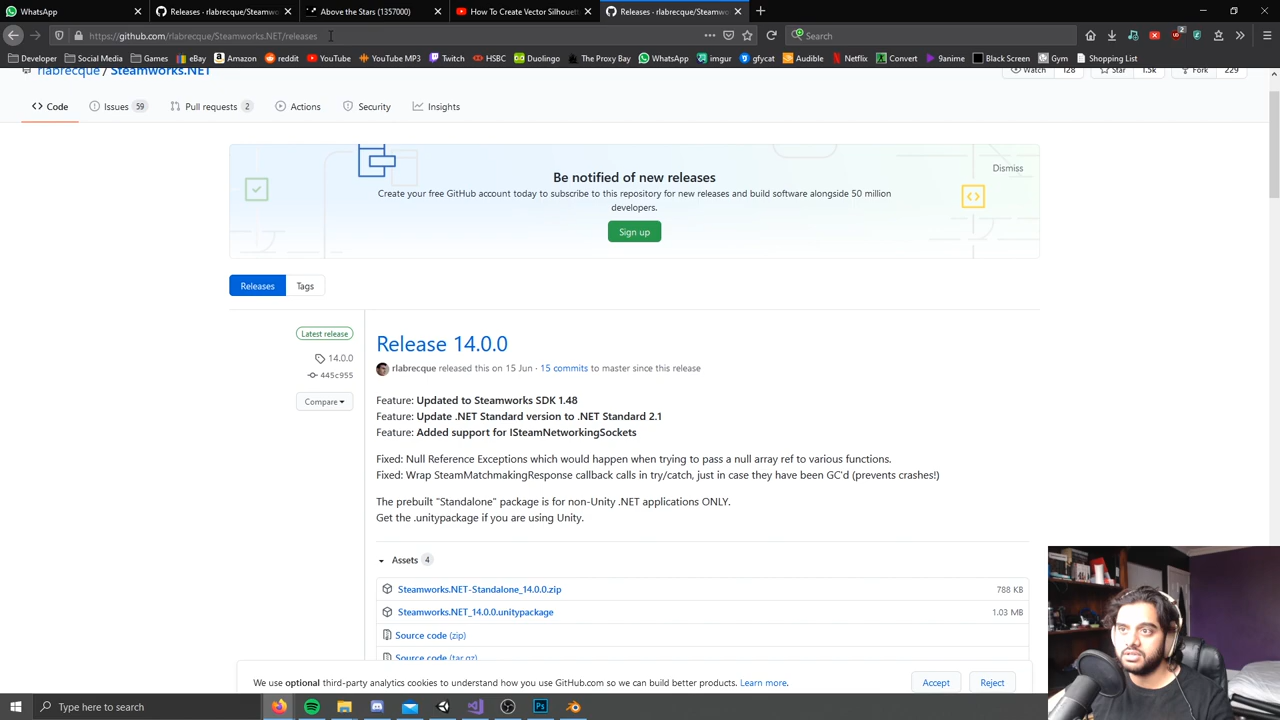 WhatsApp
Releases - rlabrecque/Steamwo
Above the Stars (1357000)
How To Create Vector Silhouett
Releases - rlabrecque/Steamwo
https://github.com/rlabrecque/Steamworks.NET/releases
Search
Developer Social Media Games eBay Amazon reddit YouTube YouTube MP3 Twitch HSBC Duolingo The Proxy Bay WhatsApp imgur gfycat Audible Netflix Convert 9anime Black Screen Gym Shopping List
rlabrecque / Steamworks.NET
Watch 128 Star 1.5k Fork 229
Code Issues 59 Pull requests 2 Actions Security Insights
Be notified of new releases
Dismiss
Create your free GitHub account today to subscribe to this repository for new releases and build software alongside 50 million
developers.
Sign up
Releases Tags
Latest release
14.0.0
445c955
Compare
Release 14.0.0
rlabrecque released this on 15 Jun · 15 commits to master since this release
Feature: Updated to Steamworks SDK 1.48
Feature: Update .NET Standard version to .NET Standard 2.1
Feature: Added support for ISteamNetworkingSockets
Fixed: Null Reference Exceptions which would happen when trying to pass a null array ref to various functions.
Fixed: Wrap SteamMatchmakingResponse callback calls in try/catch, just in case they have been GC'd (prevents crashes!)
The prebuilt "Standalone" package is for non-Unity .NET applications ONLY.
Get the .unitypackage if you are using Unity.
Assets 4
Steamworks.NET-Standalone_14.0.0.zip 788 KB
Steamworks.NET_14.0.0.unitypackage 1.03 MB
Source code (zip)
Source code (tar.gz)
We use optional third-party analytics cookies to understand how you use GitHub.com so we can build better products. Learn more.
Accept Reject
Type here to search